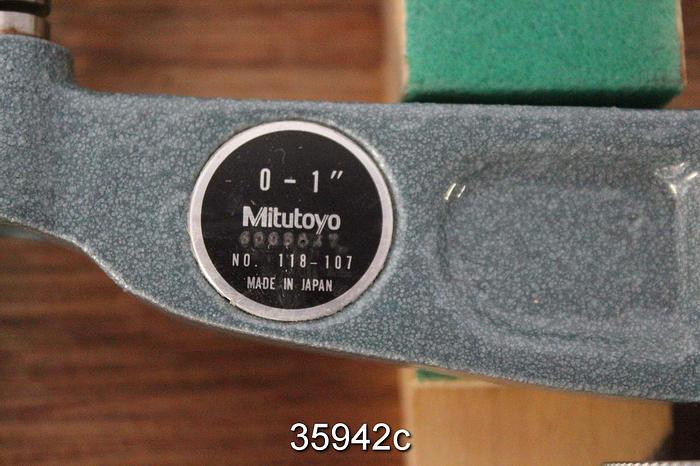 0 - 1"
Mitutoyo
NO. 118-107
MADE IN JAPAN
35942c